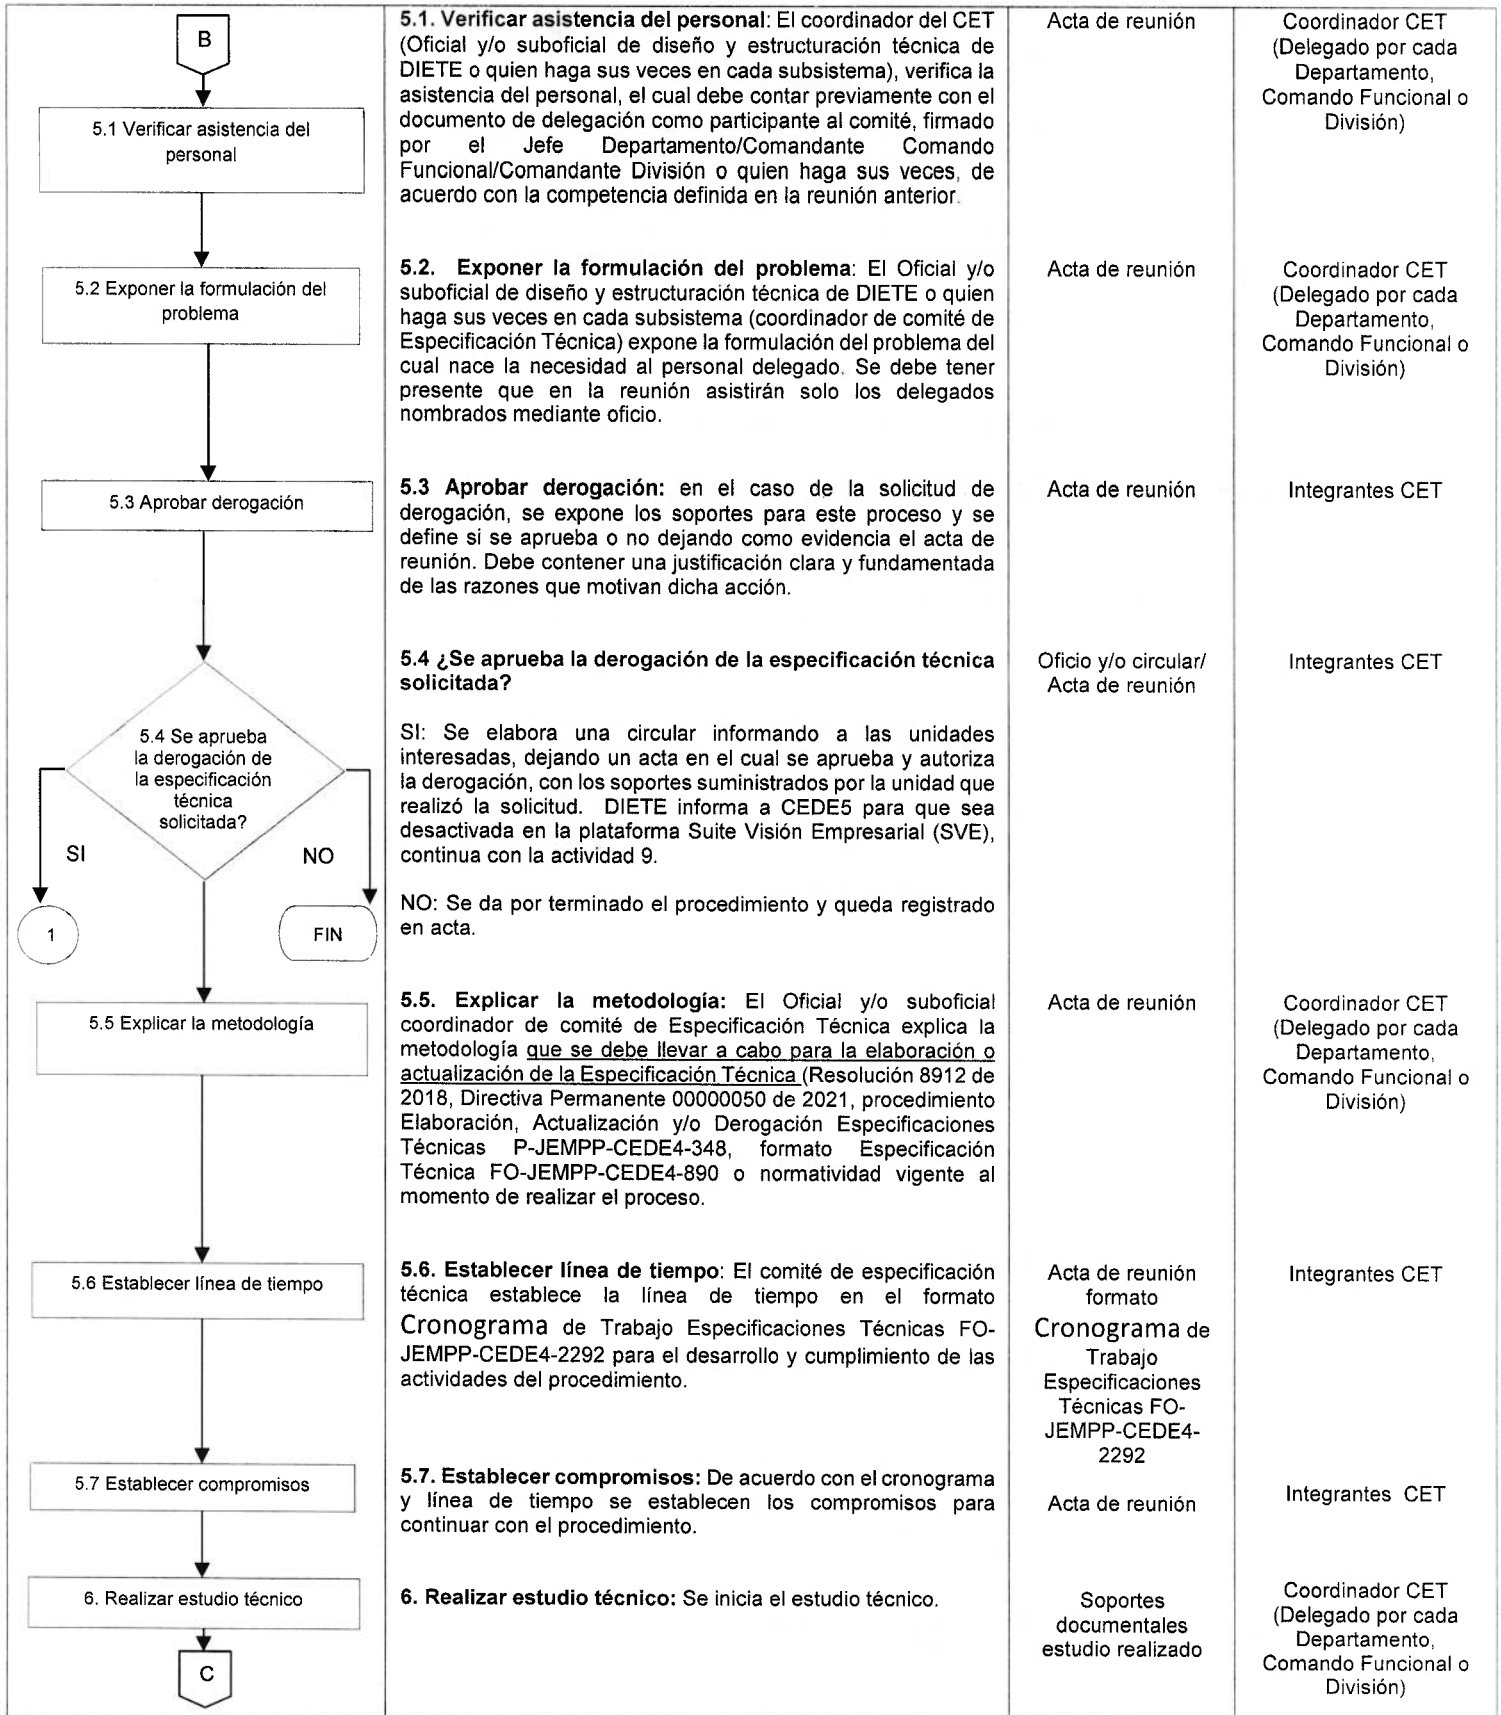 B
5.1 Verificar asistencia del
personal
5.1. Verificar asistencia del personal: El coordinador del CET
(Oficial y/o suboficial de diseño y estructuración técnica de
DIETE o quien haga sus veces en cada subsistema), verifica la
asistencia del personal, el cual debe contar previamente con el
documento de delegación como participante al comité, firmado
por el Jefe Departamento/Comandante Comando
Funcional/Comandante División o quien haga sus veces, de
acuerdo con la competencia definida en la reunión anterior.
Acta de reunión
Coordinador CET
(Delegado por cada
Departamento,
Comando Funcional o
División)
5.2 Exponer la formulación del
problema
5.2. Exponer la formulación del problema: El Oficial y/o
suboficial de diseño y estructuración técnica de DIETE o quien
haga sus veces en cada subsistema (coordinador de comité de
Especificación Técnica) expone la formulación del problema del
cual nace la necesidad al personal delegado. Se debe tener
presente que en la reunión asistirán solo los delegados
nombrados mediante oficio.
Acta de reunión
Coordinador CET
(Delegado por cada
Departamento,
Comando Funcional o
División)
5.3 Aprobar derogación
5.3 Aprobar derogación: en el caso de la solicitud de
derogación, se expone los soportes para este proceso y se
define si se aprueba o no dejando como evidencia el acta de
reunión. Debe contener una justificación clara y fundamentada
de las razones que motivan dicha acción.
Acta de reunión
Integrantes CET
5.4 Se aprueba
la derogación de
la especificación
técnica
solicitada?
SI
NO
1
FIN
5.4 ¿Se aprueba la derogación de la especificación técnica
solicitada?
SI: Se elabora una circular informando a las unidades
interesadas, dejando un acta en el cual se aprueba y autoriza
la derogación, con los soportes suministrados por la unidad que
realizó la solicitud. DIETE informa a CEDE5 para que sea
desactivada en la plataforma Suite Visión Empresarial (SVE),
continua con la actividad 9.
NO: Se da por terminado el procedimiento y queda registrado
en acta.
Oficio y/o circular/
Acta de reunión
Integrantes CET
5.5 Explicar la metodología
5.5. Explicar la metodología: El Oficial y/o suboficial
coordinador de comité de Especificación Técnica explica la
metodología que se debe llevar a cabo para la elaboración o
actualización de la Especificación Técnica (Resolución 8912 de
2018, Directiva Permanente 00000050 de 2021, procedimiento
Elaboración, Actualización y/o Derogación Especificaciones
Técnicas P-JEMPP-CEDE4-348, formato Especificación
Técnica FO-JEMPP-CEDE4-890 o normatividad vigente al
momento de realizar el proceso.
Acta de reunión
Coordinador CET
(Delegado por cada
Departamento,
Comando Funcional o
División)
5.6 Establecer línea de tiempo
5.6. Establecer línea de tiempo: El comité de especificación
técnica establece la línea de tiempo en el formato
Cronograma de Trabajo Especificaciones Técnicas FO-
JEMPP-CEDE4-2292 para el desarrollo y cumplimiento de las
actividades del procedimiento.
Acta de reunión
formato
Cronograma de
Trabajo
Especificaciones
Técnicas FO-
JEMPP-CEDE4-
2292
Integrantes CET
5.7 Establecer compromisos
5.7. Establecer compromisos: De acuerdo con el cronograma
y línea de tiempo se establecen los compromisos para
continuar con el procedimiento.
Acta de reunión
Integrantes CET
6. Realizar estudio técnico
6. Realizar estudio técnico: Se inicia el estudio técnico.
Soportes
documentales
estudio realizado
Coordinador CET
(Delegado por cada
Departamento,
Comando Funcional o
División)
C